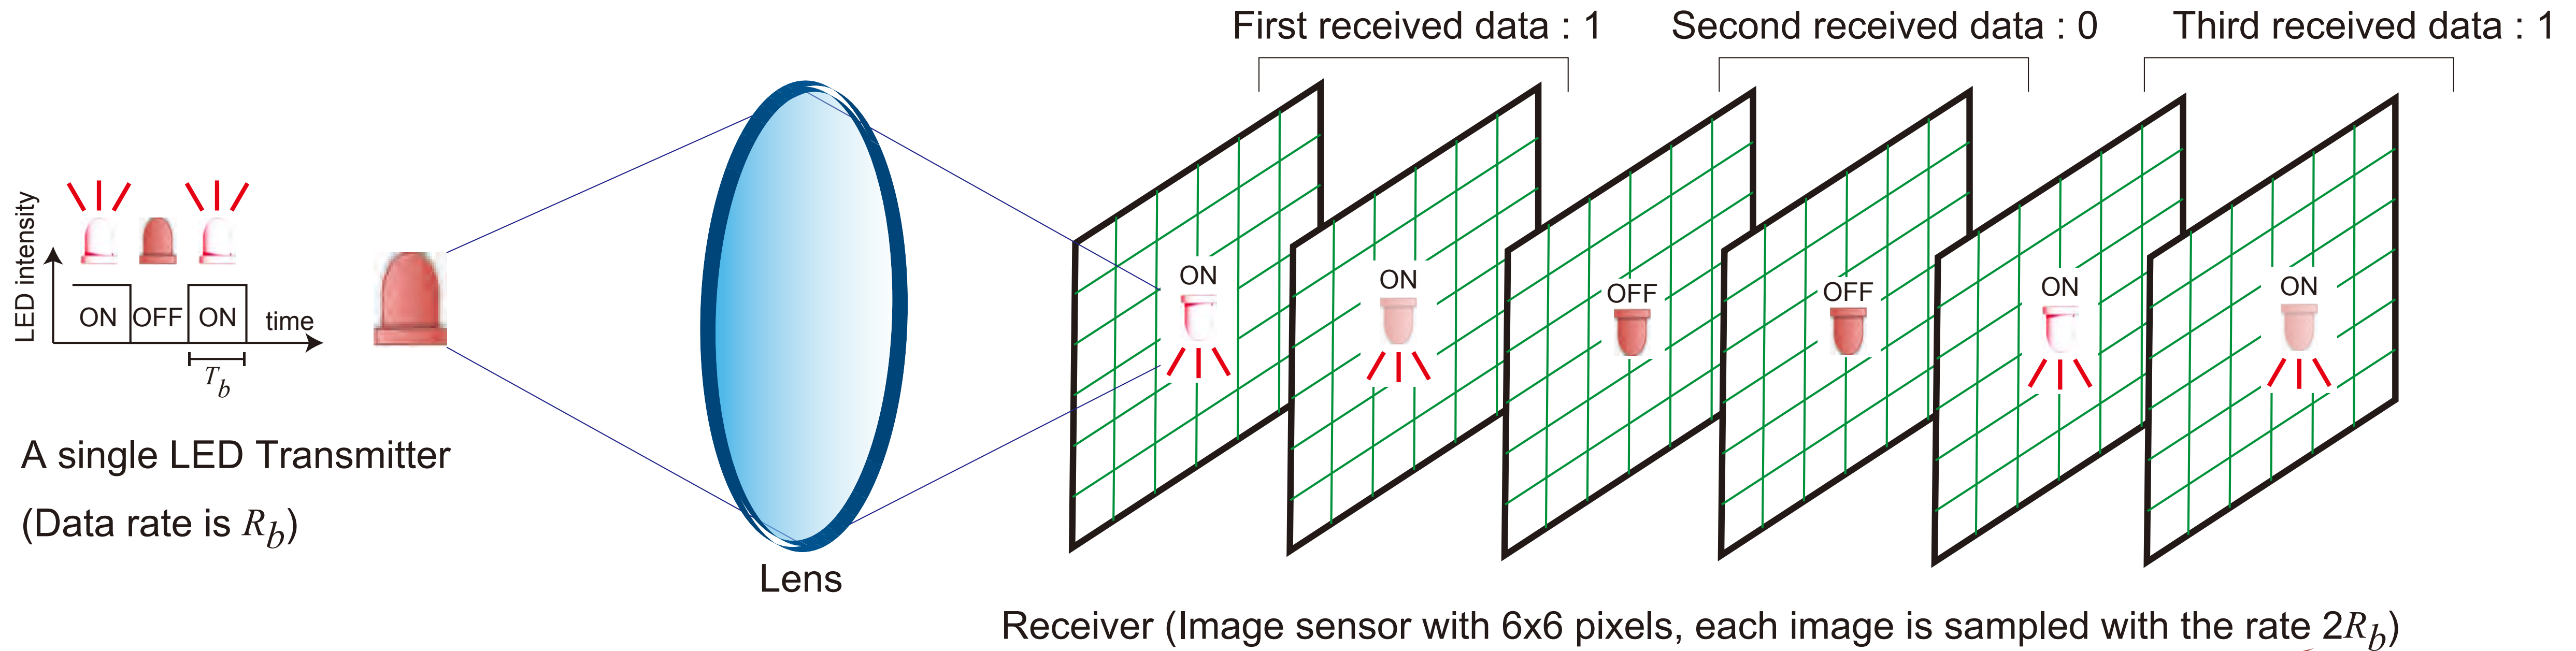 First received data : 1
Second received data : 0
Third received data : 1
LED intensity
ON
OFF
ON
time
T_b
A single LED Transmitter
(Data rate is R_b)
Lens
ON
ON
OFF
OFF
ON
ON
Receiver (Image sensor with 6x6 pixels, each image is sampled with the rate 2R_b)